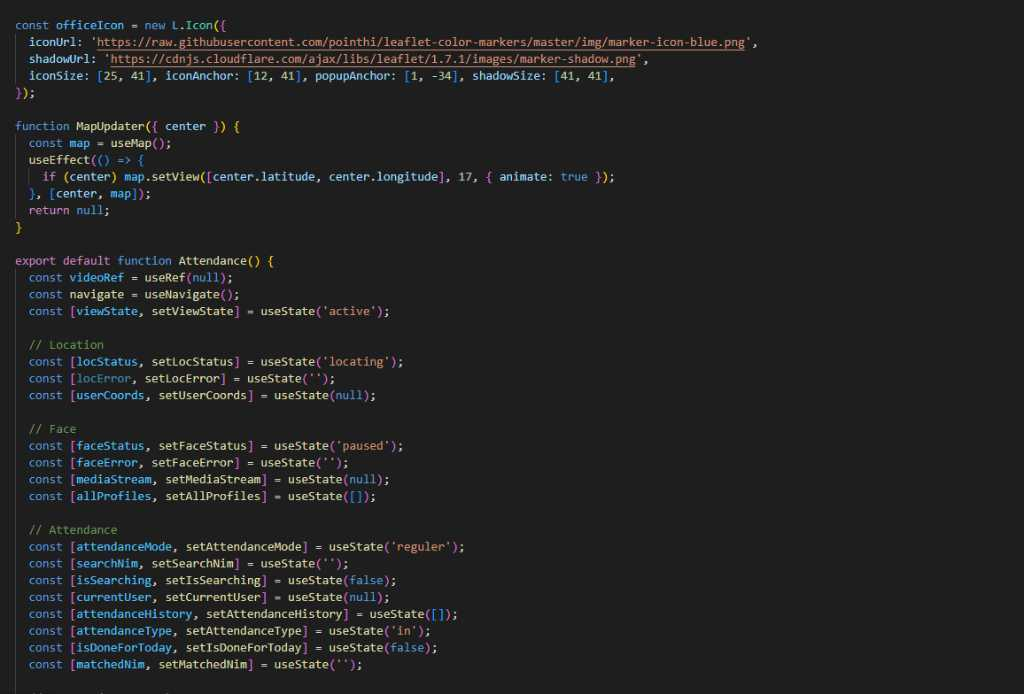 const officeIcon = new L.Icon({
iconUrl: 'https://raw.githubusercontent.com/pointhi/leaflet-color-markers/master/img/marker-icon-blue.png',
shadowUrl: 'https://cdnjs.cloudflare.com/ajax/libs/leaflet/1.7.1/images/marker-shadow.png',
iconSize: [25, 41], iconAnchor: [12, 41], popupAnchor: [1, -34], shadowSize: [41, 41],
});
function MapUpdater({ center }) {
const map = useMap();
useEffect(() => {
if (center) map.setView([center.latitude, center.longitude], 17, { animate: true });
}, [center, map]);
return null;
}
export default function Attendance() {
const videoRef = useRef(null);
const navigate = useNavigate();
const [viewState, setViewState] = useState('active');
// Location
const [locStatus, setLocStatus] = useState('locating');
const [locError, setLocError] = useState('');
const [userCoords, setUserCoords] = useState(null);
// Face
const [faceStatus, setFaceStatus] = useState('paused');
const [faceError, setFaceError] = useState('');
const [mediaStream, setMediaStream] = useState(null);
const [allProfiles, setAllProfiles] = useState([]);
// Attendance
const [attendanceMode, setAttendanceMode] = useState('reguler');
const [searchNim, setSearchNim] = useState('');
const [isSearching, setIsSearching] = useState(false);
const [currentUser, setCurrentUser] = useState(null);
const [attendanceHistory, setAttendanceHistory] = useState([]);
const [attendanceType, setAttendanceType] = useState('in');
const [isDoneForToday, setIsDoneForToday] = useState(false);
const [matchedNim, setMatchedNim] = useState('');